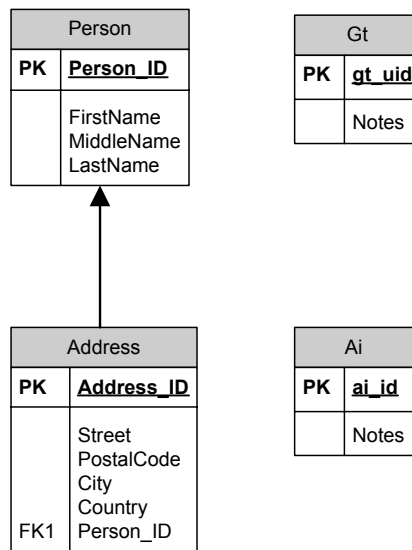 Person
PK Person_ID
FirstName
MiddleName
LastName
Gt
PK gt_uid
Notes
Address
PK Address_ID
Street
PostalCode
City
Country
FK1 Person_ID
Ai
PK ai_id
Notes